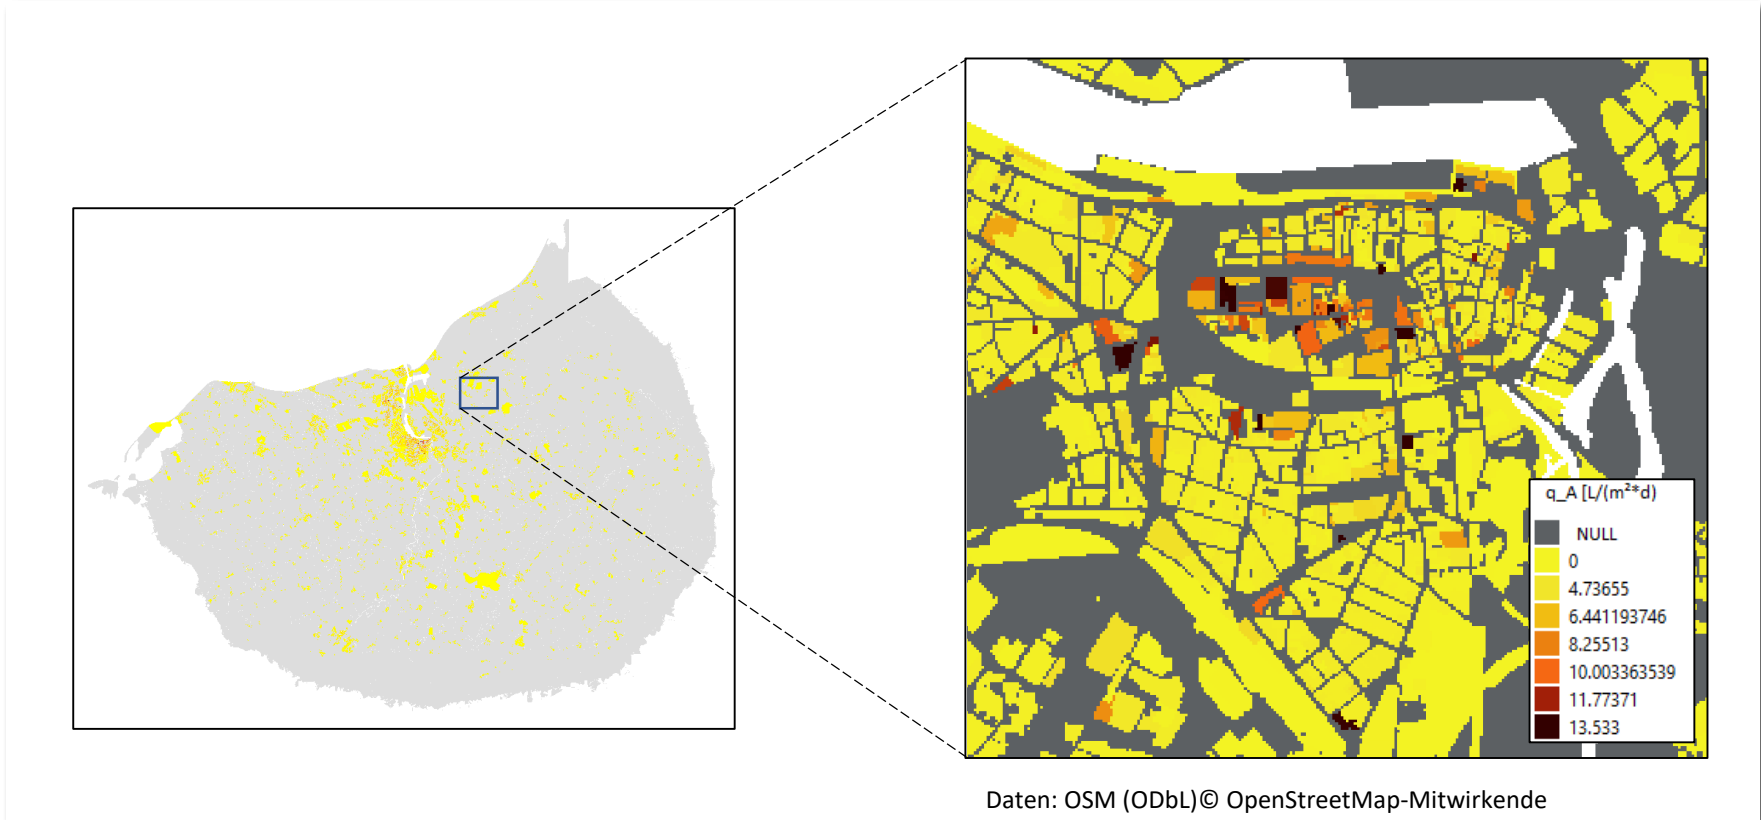 q_A [L/(m²*d)
NULL
0
4.73655
6.441193746
8.25513
10.003363539
11.77371
13.533
Daten: OSM (ODbL)© OpenStreetMap-Mitwirkende